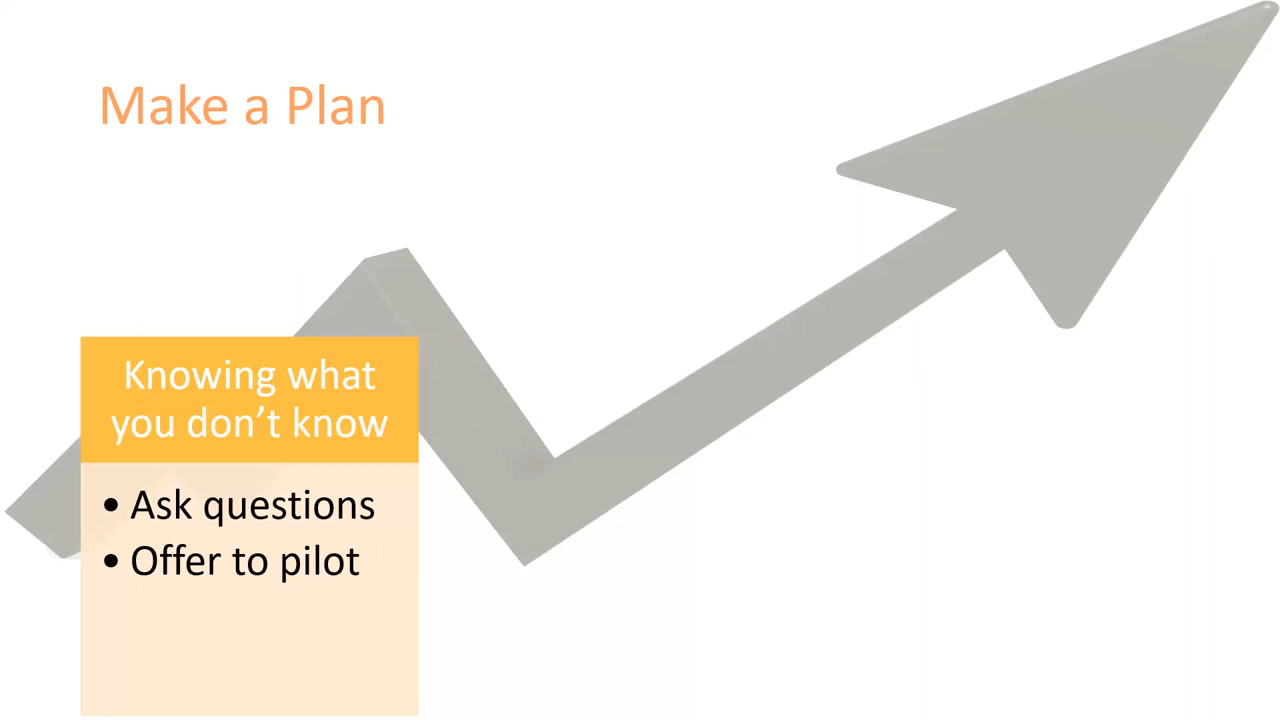 Make a Plan
Knowing what
you don’t know
• Ask questions
• Offer to pilot